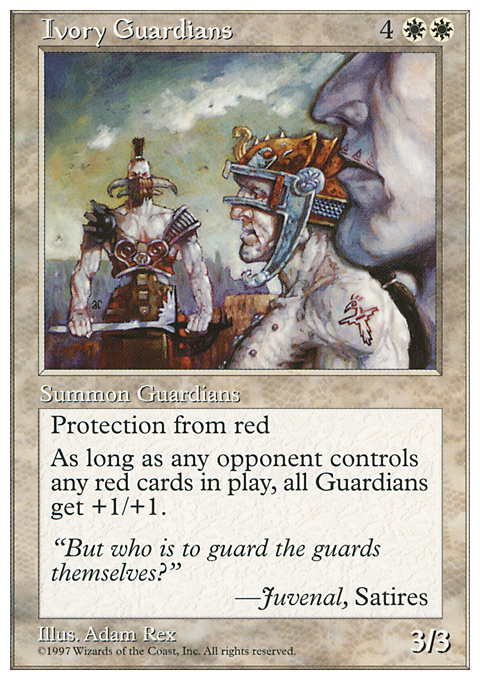 Ivory Guardians 4
Summon Guardians
Protection from red
As long as any opponent controls
any red cards in play, all Guardians
get +1/+1.
“But who is to guard the guards
themselves?”
—Juvenal, Satires
Illus. Adam Rex
©1997 Wizards of the Coast, Inc. All rights reserved.
3/3